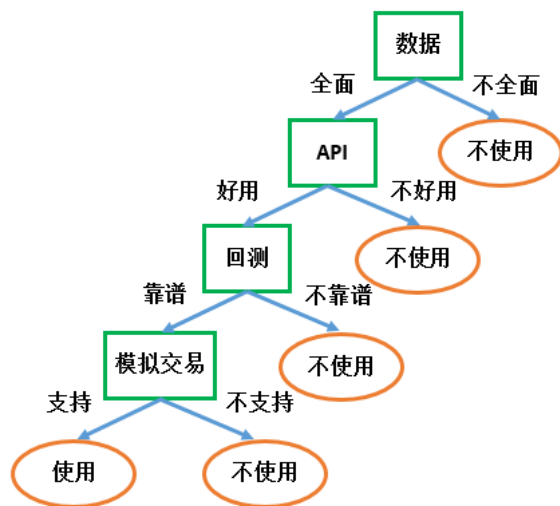 数据
全面
不全面
API
不使用
好用
不好用
回测
不使用
靠谱
不靠谱
模拟交易
不使用
支持
不支持
使用
不使用